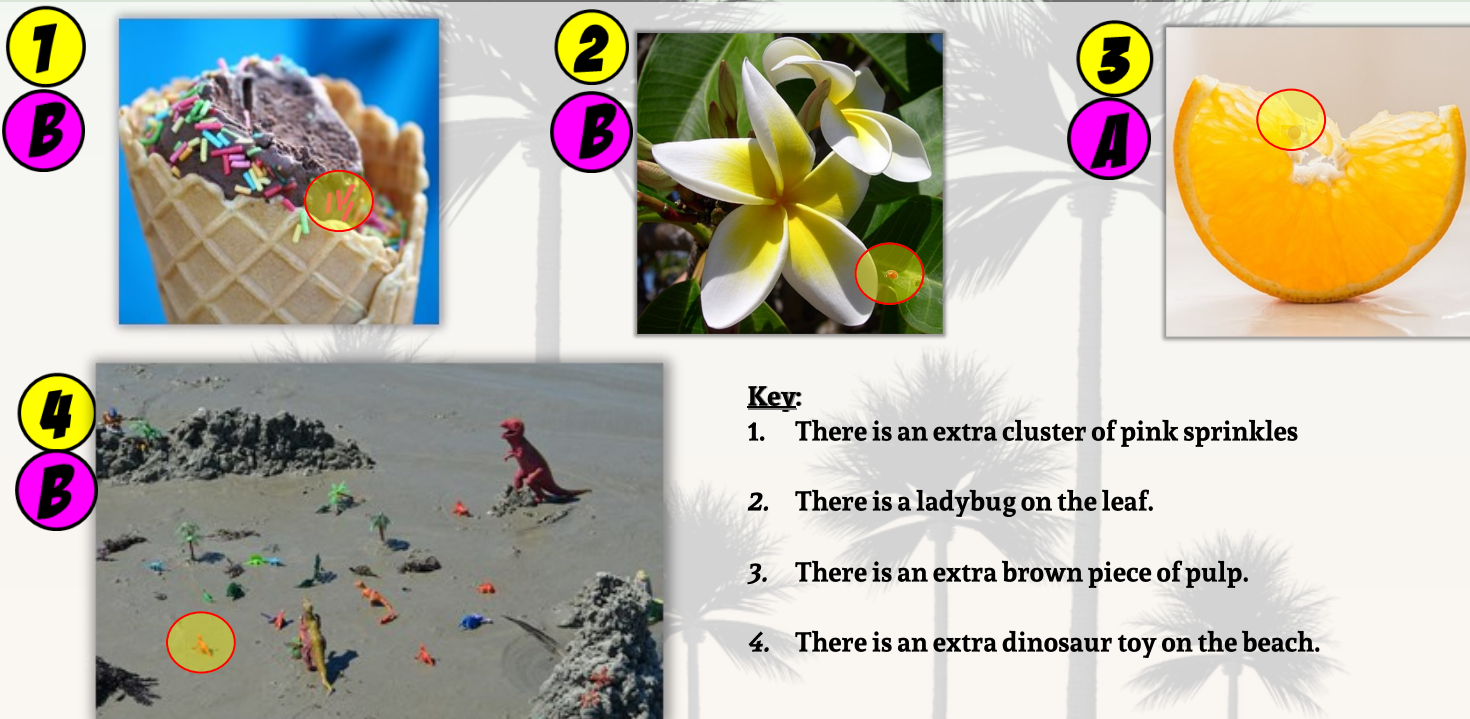 1
B
2
B
3
A
4
B
Key:
1. There is an extra cluster of pink sprinkles
2. There is a ladybug on the leaf.
3. There is an extra brown piece of pulp.
4. There is an extra dinosaur toy on the beach.